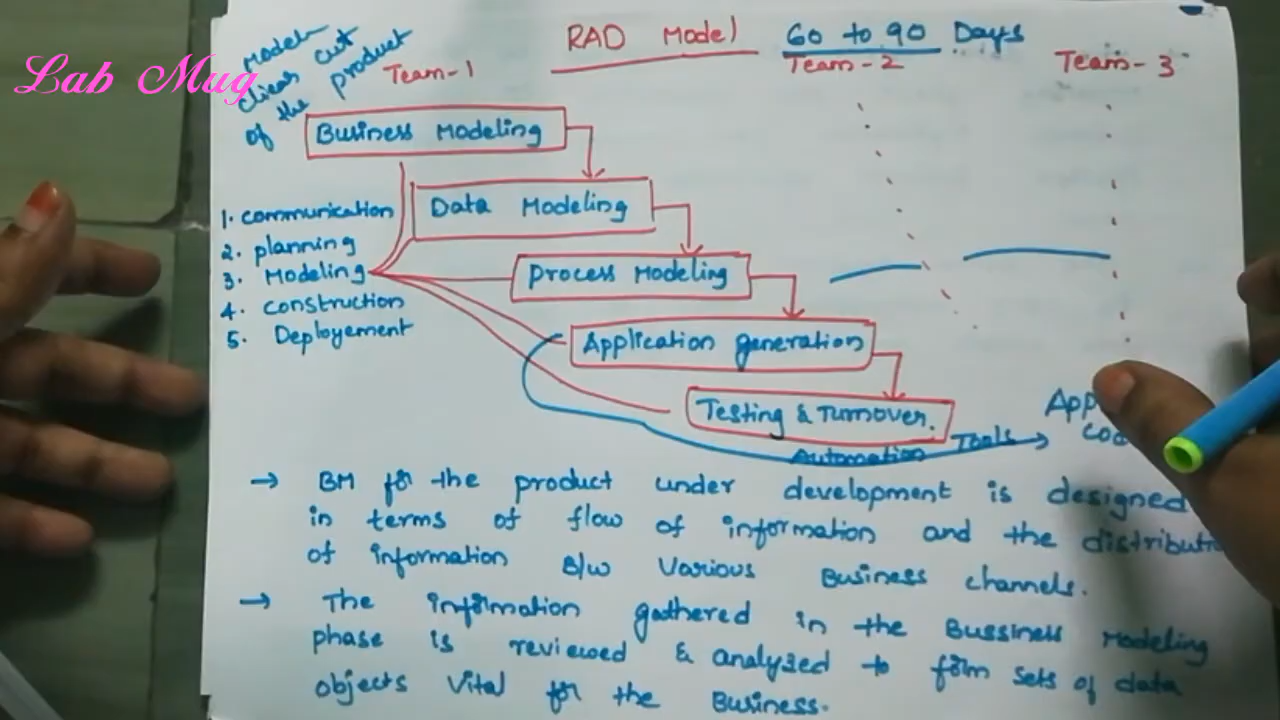 Lab Mug
Model
clieas cut
of the product
RAD Model 60 to 90 Days
Team-1
Team-2
Team-3
Business Modeling
Data Modeling
Process Modeling
Application generation
Testing & Turnover.
1. communication
2. planning
3. Modeling
4. construction
5. Deployement
Automation Tools
→ BM for the product under development is designed
in terms of flow of information and the
of information B/w various Business channels.
→ The information gathered in the Bussiness Modeling
phase is reviewed & analyzed to form sets of data
objects vital for the Business.